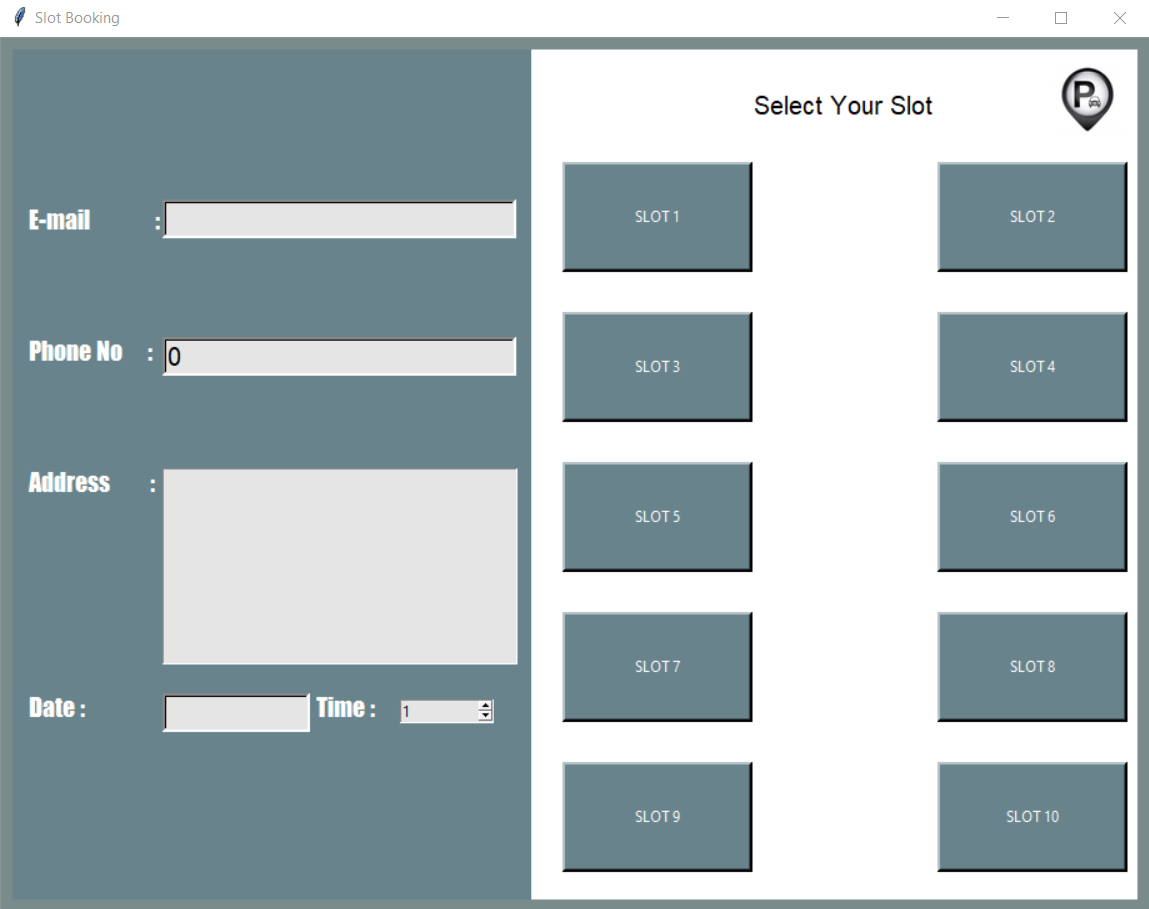 Slot Booking
Select Your Slot
P
E-mail :
Phone No : 0
Address :
Date : Time : 1
SLOT 1 SLOT 2
SLOT 3 SLOT 4
SLOT 5 SLOT 6
SLOT 7 SLOT 8
SLOT 9 SLOT 10